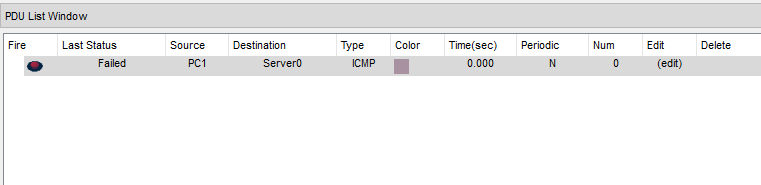 PDU List Window
Fire Last Status Source Destination Type Color Time(sec) Periodic Num Edit Delete
Failed PC1 Server0 ICMP 0.000 N 0 (edit)